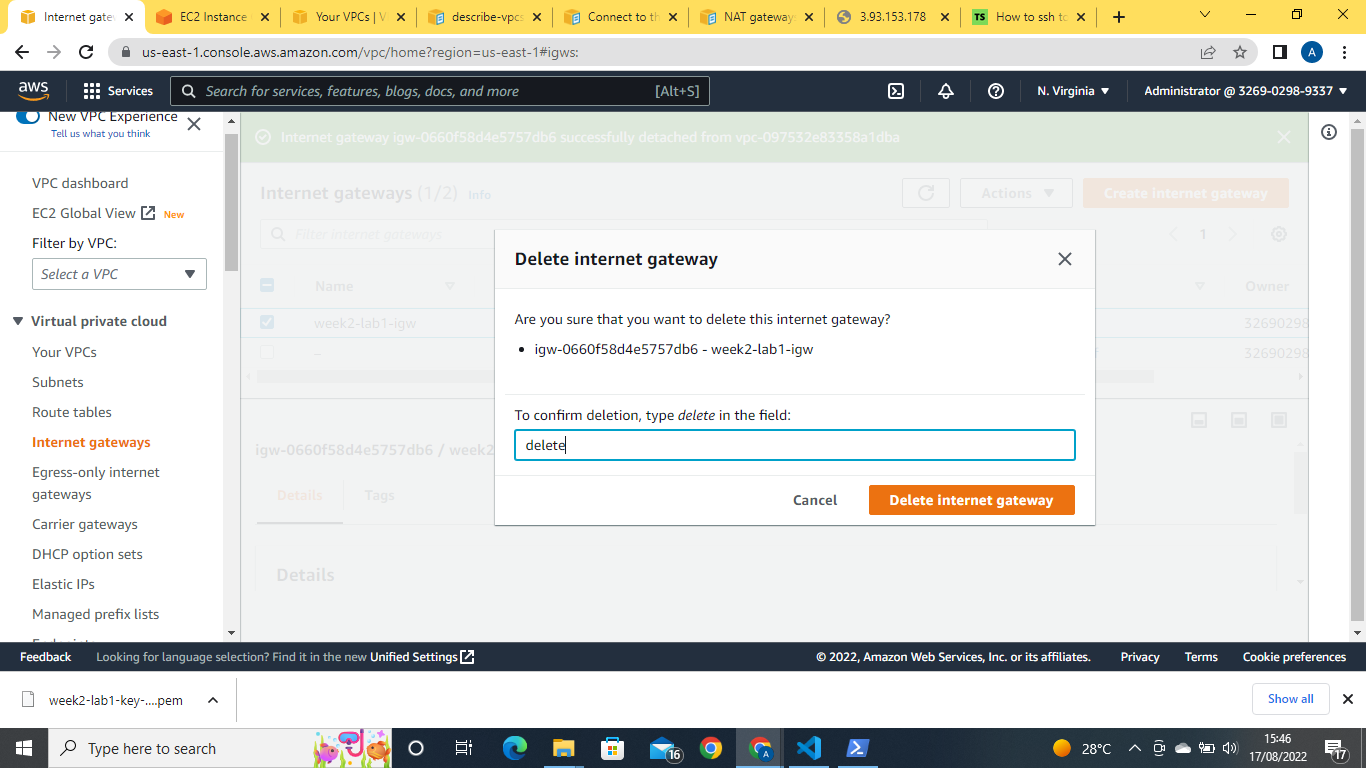 Internet gatew
EC2 Instance
Your VPCs | V
describe-vpcs
Connect to th
NAT gateways
3.93.153.178
TS
How to ssh to
us-east-1.console.aws.amazon.com/vpc/home?region=us-east-1#igws:
A
aws
Services
Search for services, features, blogs, docs, and more
[Alt+S]
N. Virginia
Administrator @ 3269-0298-9337
New VPC Experience
Tell us what you think
VPC dashboard
EC2 Global View
New
Filter by VPC:
Select a VPC
Virtual private cloud
Your VPCs
Subnets
Route tables
Internet gateways
Egress-only internet
gateways
Carrier gateways
DHCP option sets
Elastic IPs
Managed prefix lists
Internet gateway igw-0660f58d4e5757db6 successfully detached from vpc-097532e83358a1dba
Internet gateways (1/2) Info
Actions
Create internet gateway
Filter internet gateways
1
Name
Owner
week2-lab1-igw
32690298
–
32690298
Delete internet gateway
Are you sure that you want to delete this internet gateway?
• igw-0660f58d4e5757db6 - week2-lab1-igw
To confirm deletion, type delete in the field:
delete
Cancel
Delete internet gateway
igw-0660f58d4e5757db6 / week2
Details
Tags
Details
Feedback
Looking for language selection? Find it in the new Unified Settings
© 2022, Amazon Web Services, Inc. or its affiliates.
Privacy
Terms
Cookie preferences
week2-lab1-key-....pem
Show all
Type here to search
16
A
28°C
15:46
17/08/2022
17